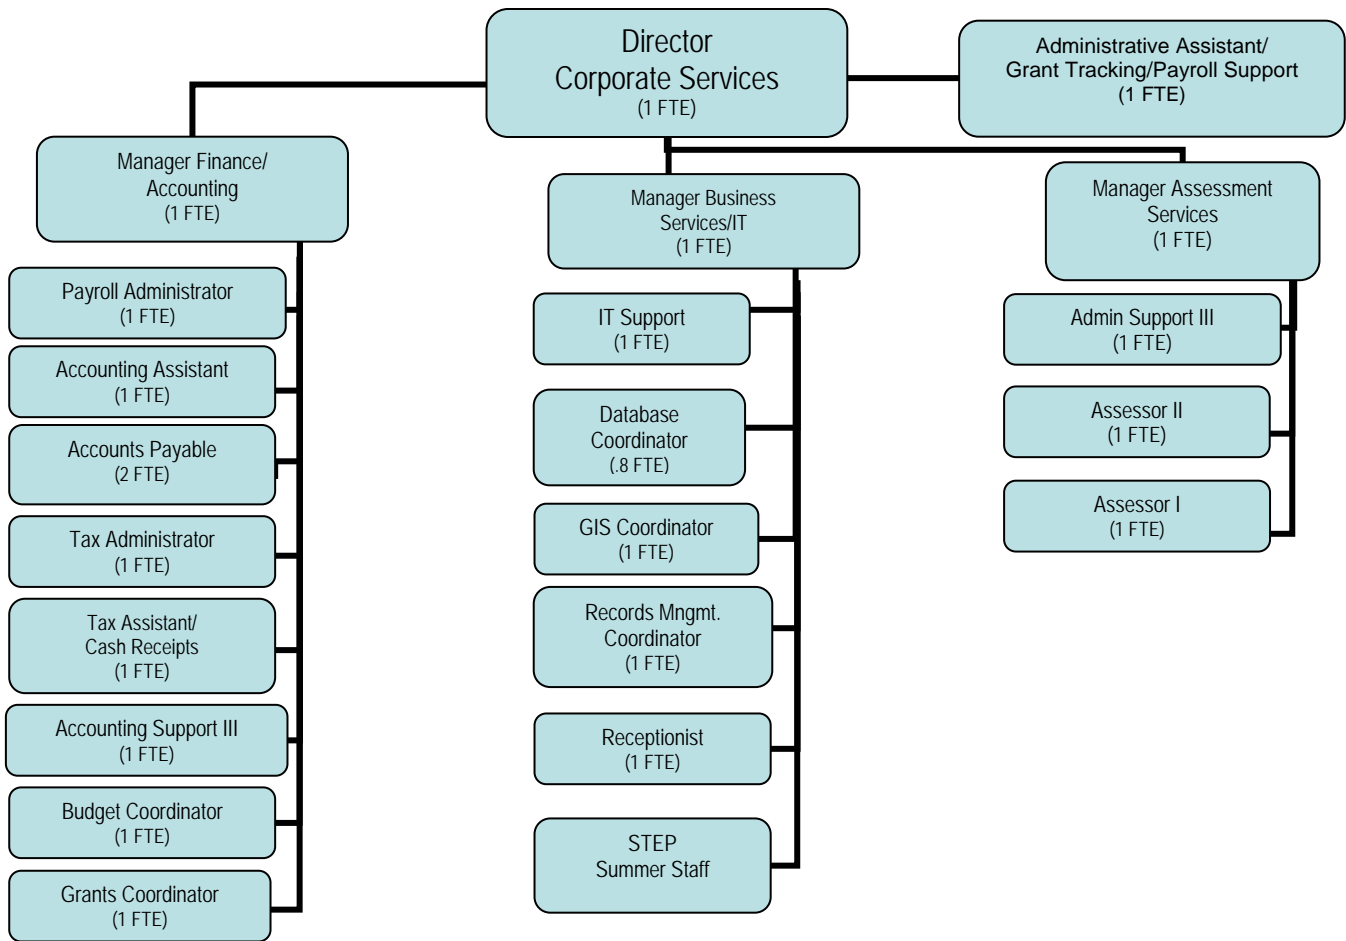 Director
Corporate Services
(1 FTE)
Administrative Assistant/
Grant Tracking/Payroll Support
(1 FTE)
Manager Finance/
Accounting
(1 FTE)
Payroll Administrator
(1 FTE)
Accounting Assistant
(1 FTE)
Accounts Payable
(2 FTE)
Tax Administrator
(1 FTE)
Tax Assistant/
Cash Receipts
(1 FTE)
Accounting Support III
(1 FTE)
Budget Coordinator
(1 FTE)
Grants Coordinator
(1 FTE)
Manager Business
Services/IT
(1 FTE)
IT Support
(1 FTE)
Database
Coordinator
(.8 FTE)
GIS Coordinator
(1 FTE)
Records Mngmt.
Coordinator
(1 FTE)
Receptionist
(1 FTE)
STEP
Summer Staff
Manager Assessment
Services
(1 FTE)
Admin Support III
(1 FTE)
Assessor II
(1 FTE)
Assessor I
(1 FTE)